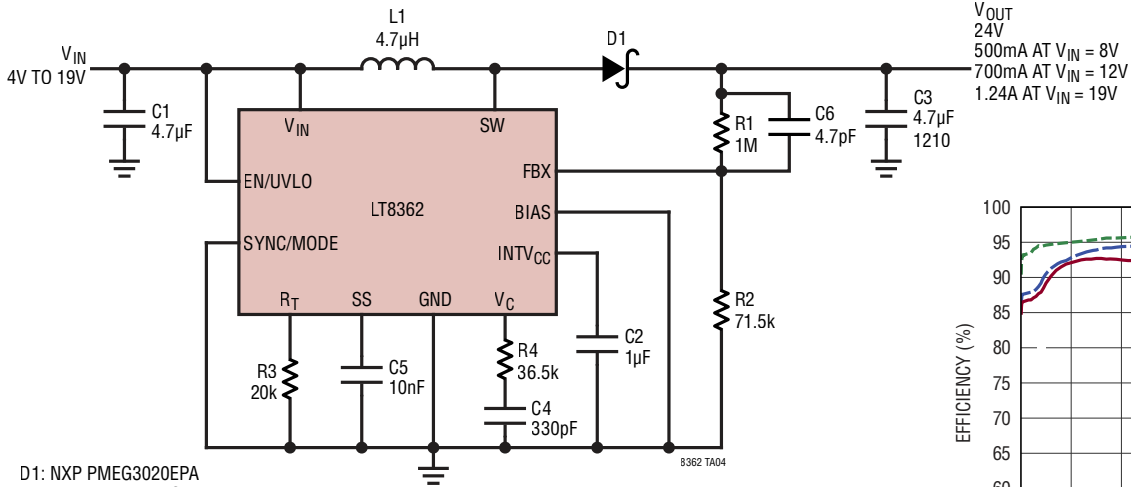 L1
4.7µH
D1
VIN
4V TO 19V
VOUT
24V
500mA AT VIN = 8V
700mA AT VIN = 12V
1.24A AT VIN = 19V
C1
4.7µF
R1
1M
C6
4.7pF
C3
4.7µF
1210
VIN
SW
FBX
EN/UVLO
LT8362
BIAS
SYNC/MODE
INTVCC
RT
SS
GND
VC
R2
71.5k
C2
1µF
R3
20k
C5
10nF
R4
36.5k
C4
330pF
8362 TA04
D1: NXP PMEG3020EPA
100
95
90
85
80
75
70
65
60
EFFICIENCY (%)